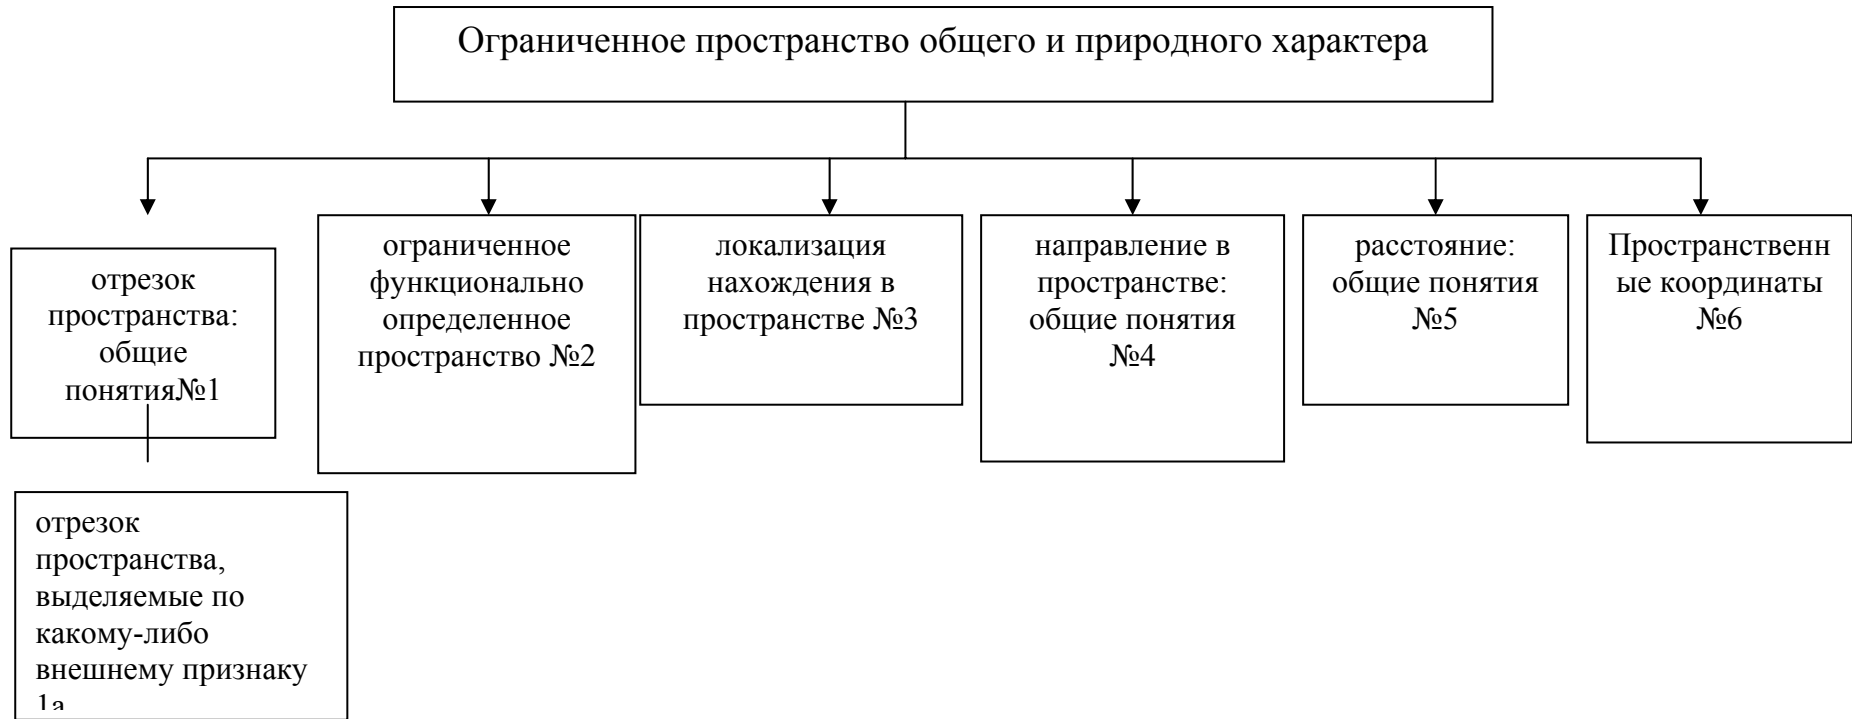 Ограниченное пространство общего и природного характера
отрезок
пространства:
общие
понятия№1
ограниченное
функционально
определенное
пространство №2
локализация
нахождения в
пространстве №3
направление в
пространстве:
общие понятия
№4
расстояние:
общие понятия
№5
Пространственн
ые координаты
№6
отрезок
пространства,
выделяемые по
какому-либо
внешнему признаку
1а